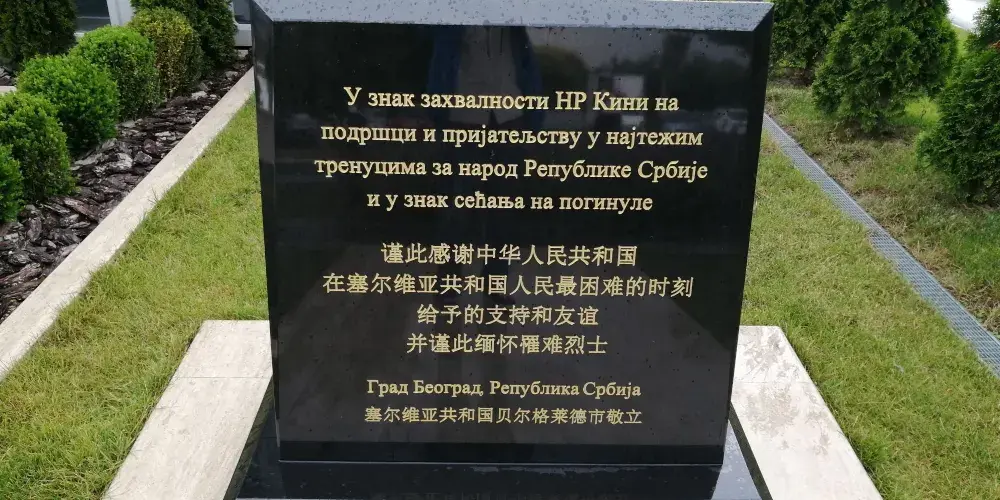 У знак захвалности НР Кини на
подршци и пријатељству у најтежим
тренуцима за народ Републике Србије
и у знак сећања на погинуле
谨此感谢中华人民共和国
在塞尔维亚共和国人民最困难的时刻
给予的支持和友谊
并谨此缅怀罹难烈士
Град Београд, Република Србија
塞尔维亚共和国贝尔格莱德市敬立